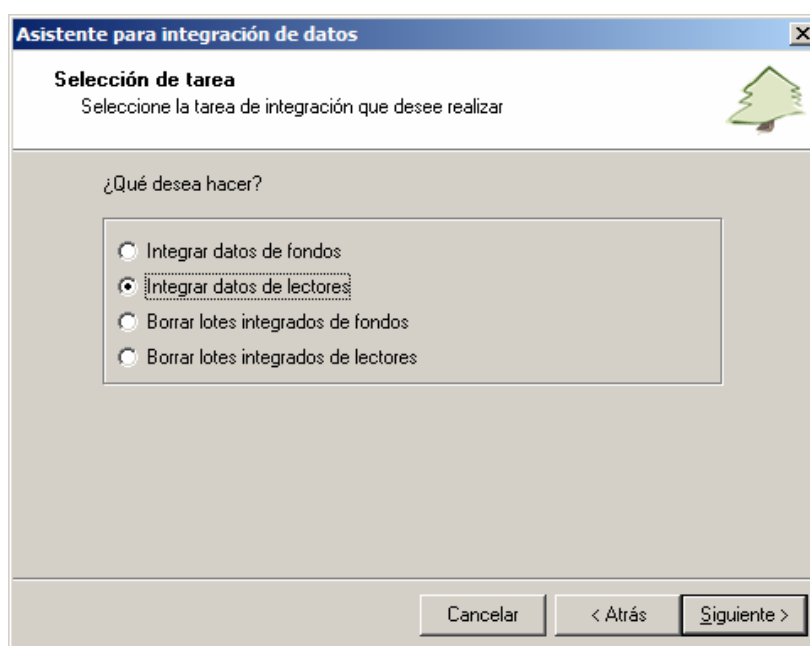 Asistente para integración de datos
Selección de tarea
Seleccione la tarea de integración que desee realizar
¿Qué desea hacer?
Integrar datos de fondos
Integrar datos de lectores
Borrar lotes integrados de fondos
Borrar lotes integrados de lectores
Cancelar
< Atrás
Siguiente >